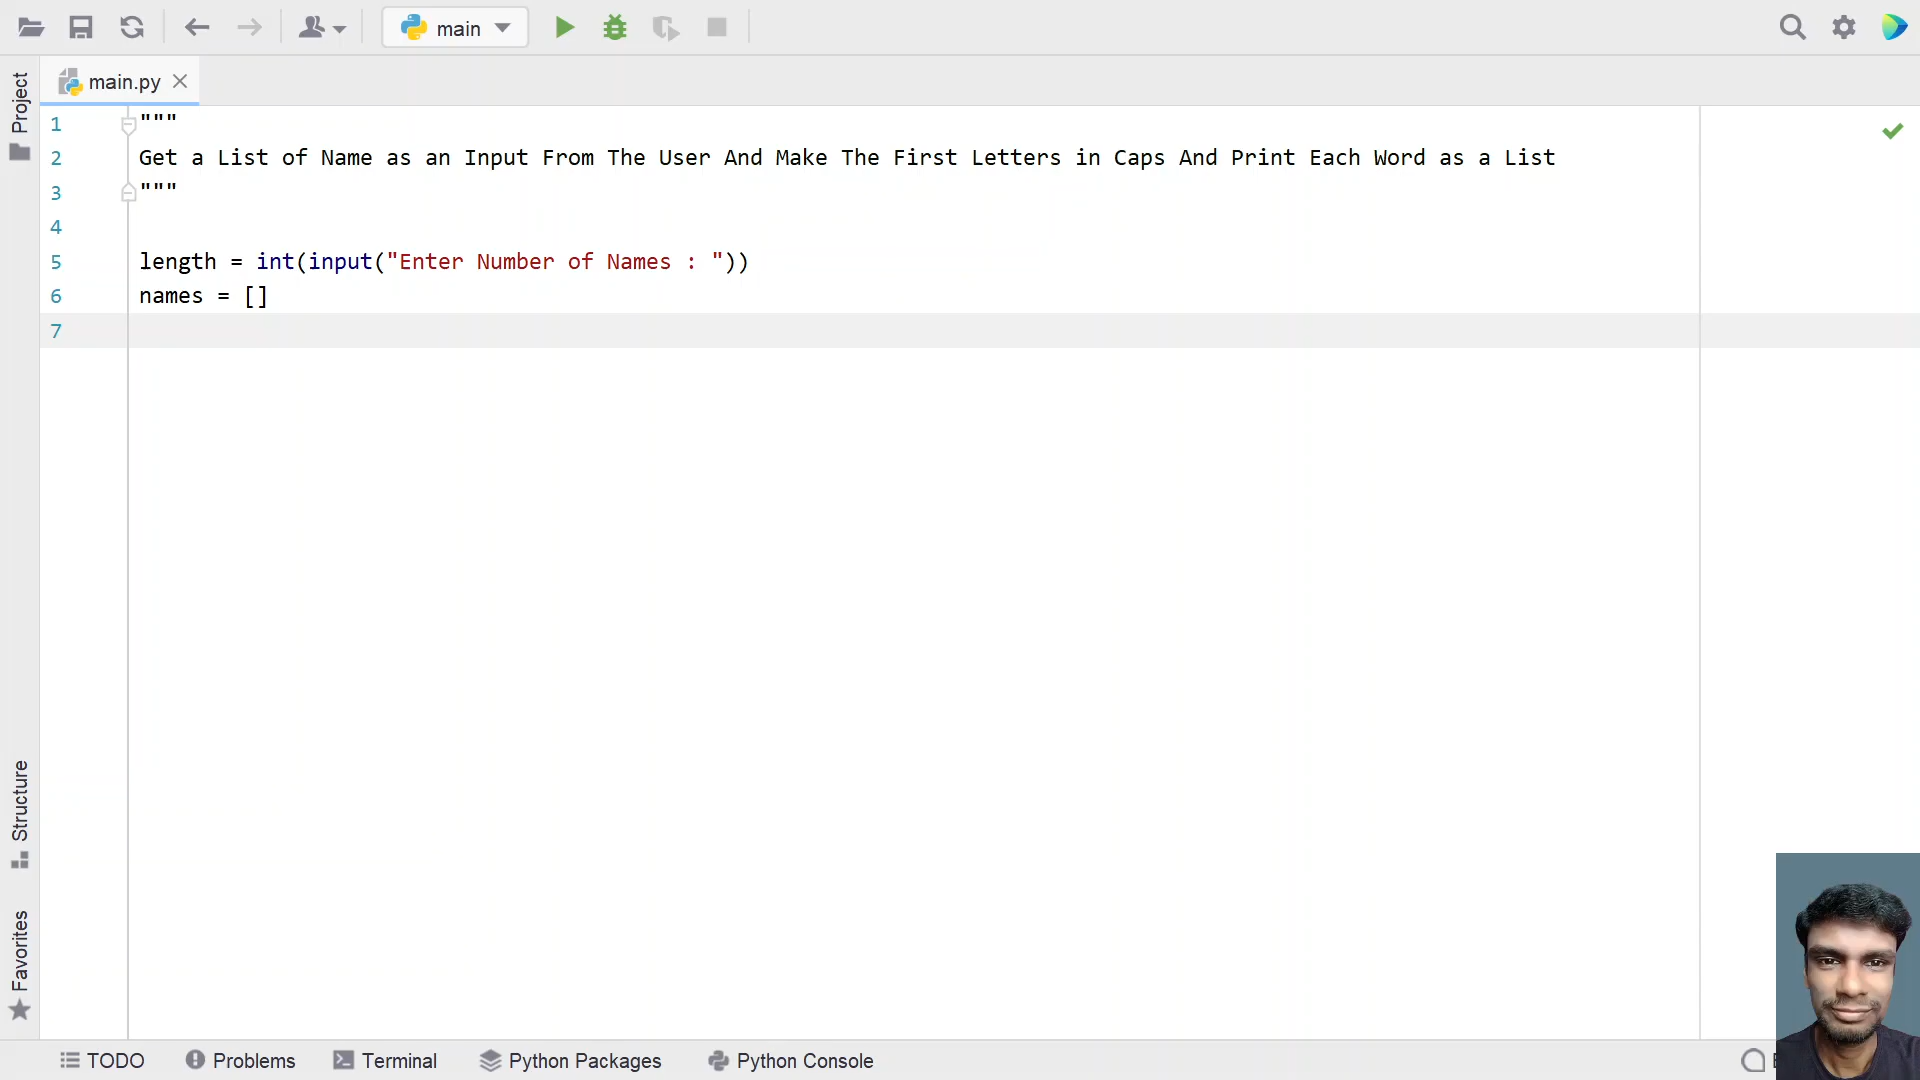 main
main.py
Project
1 """
2 Get a List of Name as an Input From The User And Make The First Letters in Caps And Print Each Word as a List
3 """
4
5 length = int(input("Enter Number of Names : "))
6 names = []
7
Structure
Favorites
TODO Problems Terminal Python Packages Python Console